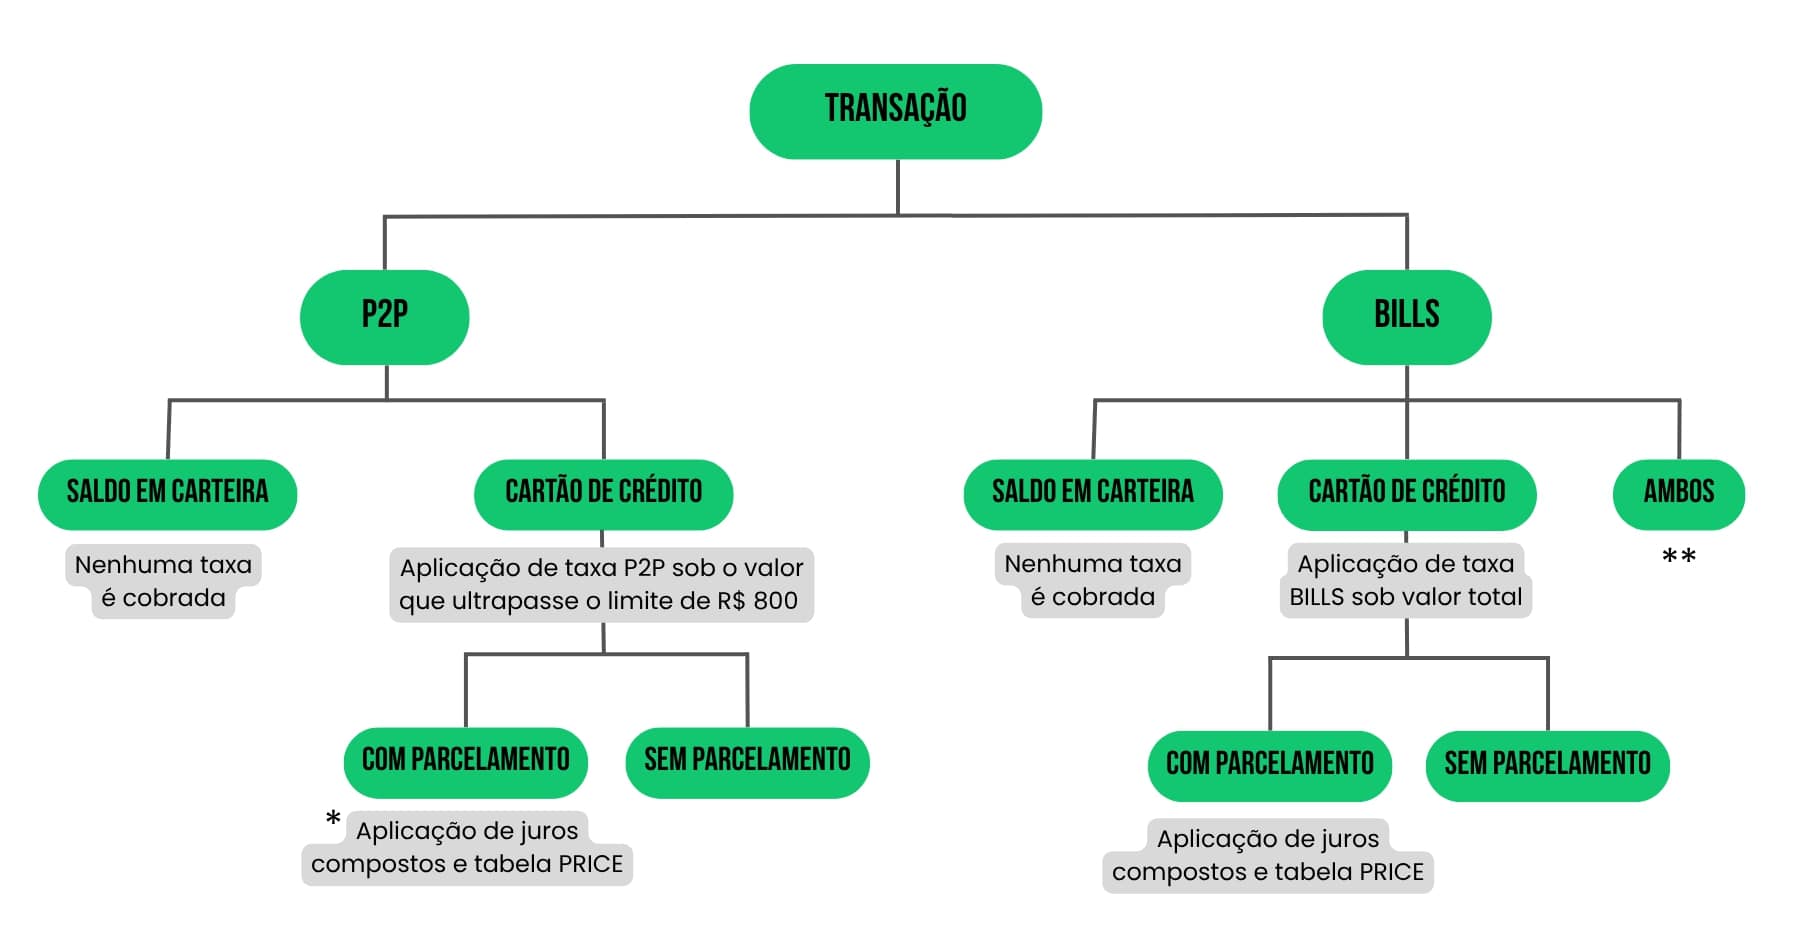 TRANSAÇÃO
P2P
BILLS
SALDO EM CARTEIRA
CARTÃO DE CRÉDITO
SALDO EM CARTEIRA
CARTÃO DE CRÉDITO
AMBOS
Nenhuma taxa
é cobrada
Aplicação de taxa P2P sob o valor
que ultrapasse o limite de R$ 800
Nenhuma taxa
é cobrada
Aplicação de taxa
BILLS sob valor total
**
COM PARCELAMENTO
SEM PARCELAMENTO
COM PARCELAMENTO
SEM PARCELAMENTO
* Aplicação de juros
compostos e tabela PRICE
Aplicação de juros
compostos e tabela PRICE